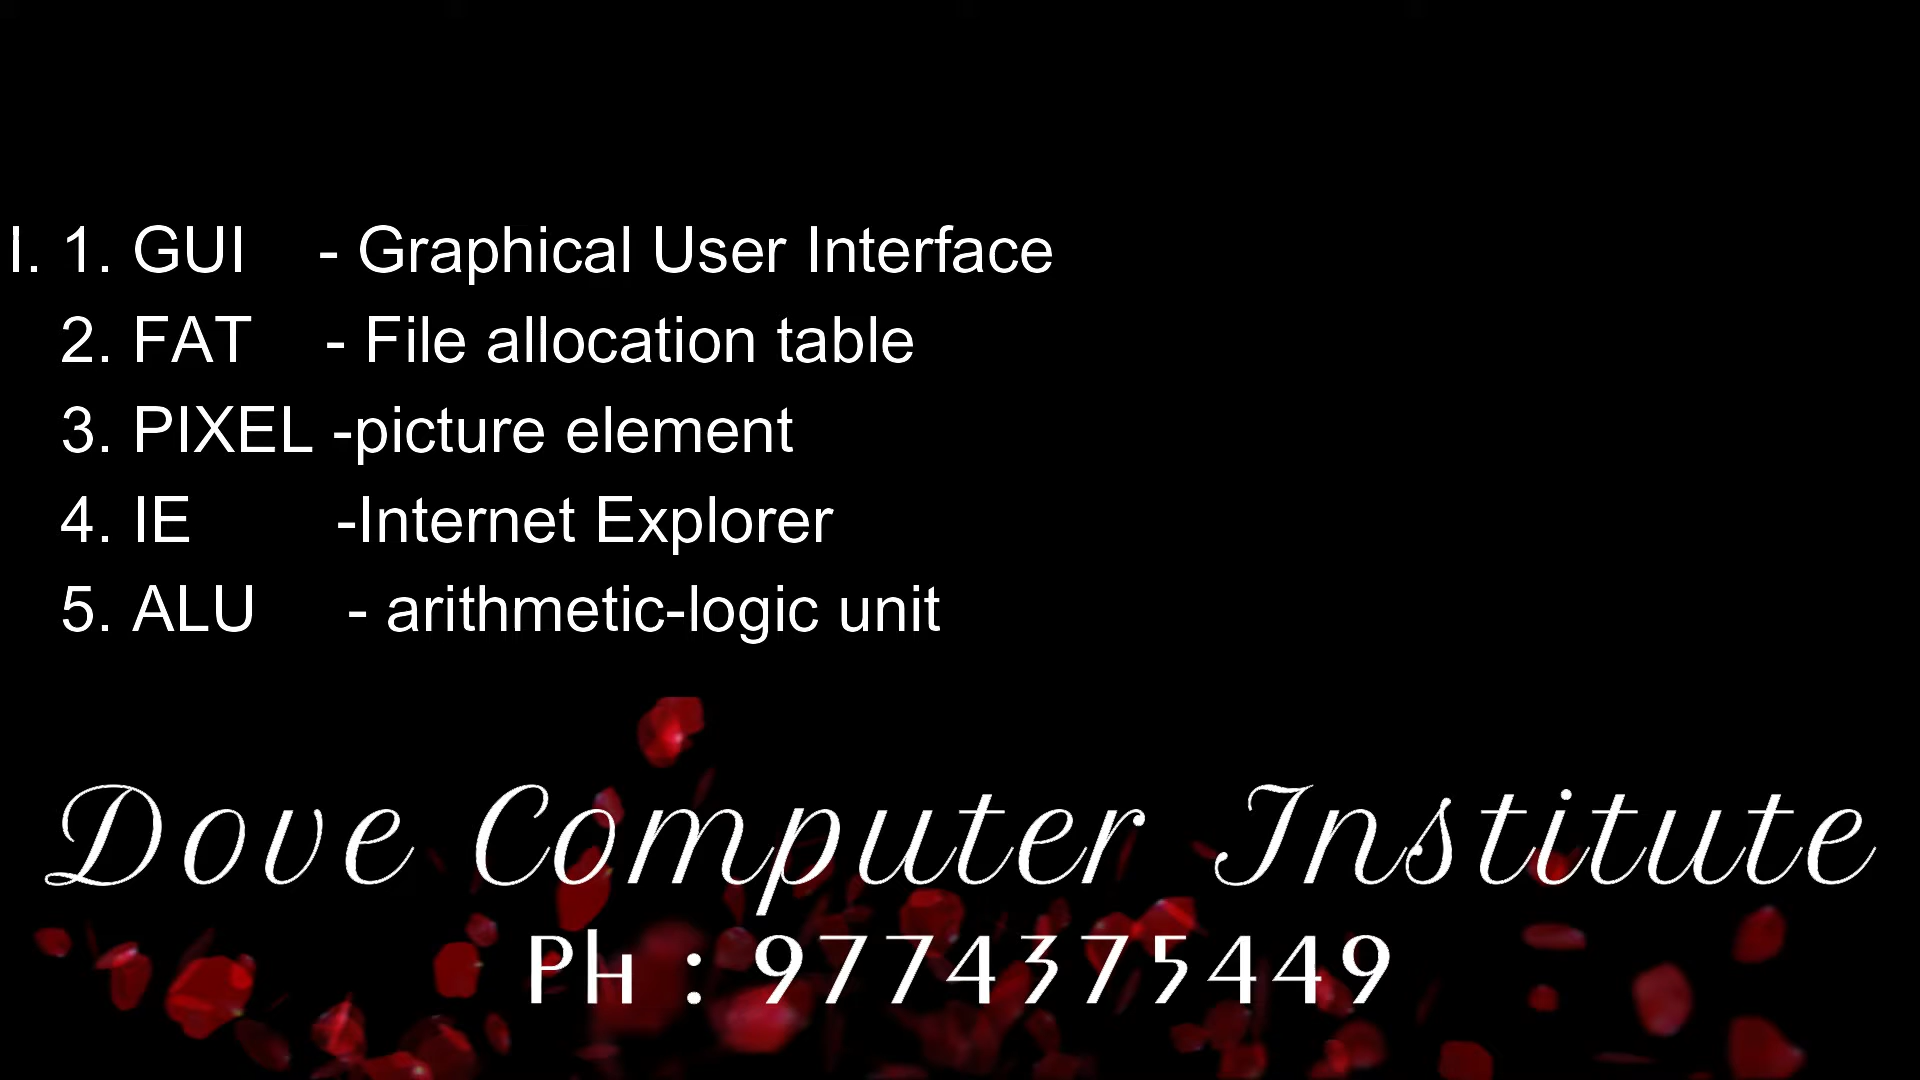 I. 1. GUI - Graphical User Interface
2. FAT - File allocation table
3. PIXEL -picture element
4. IE -Internet Explorer
5. ALU - arithmetic-logic unit
Dove Computer Institute
Ph : 9774375449